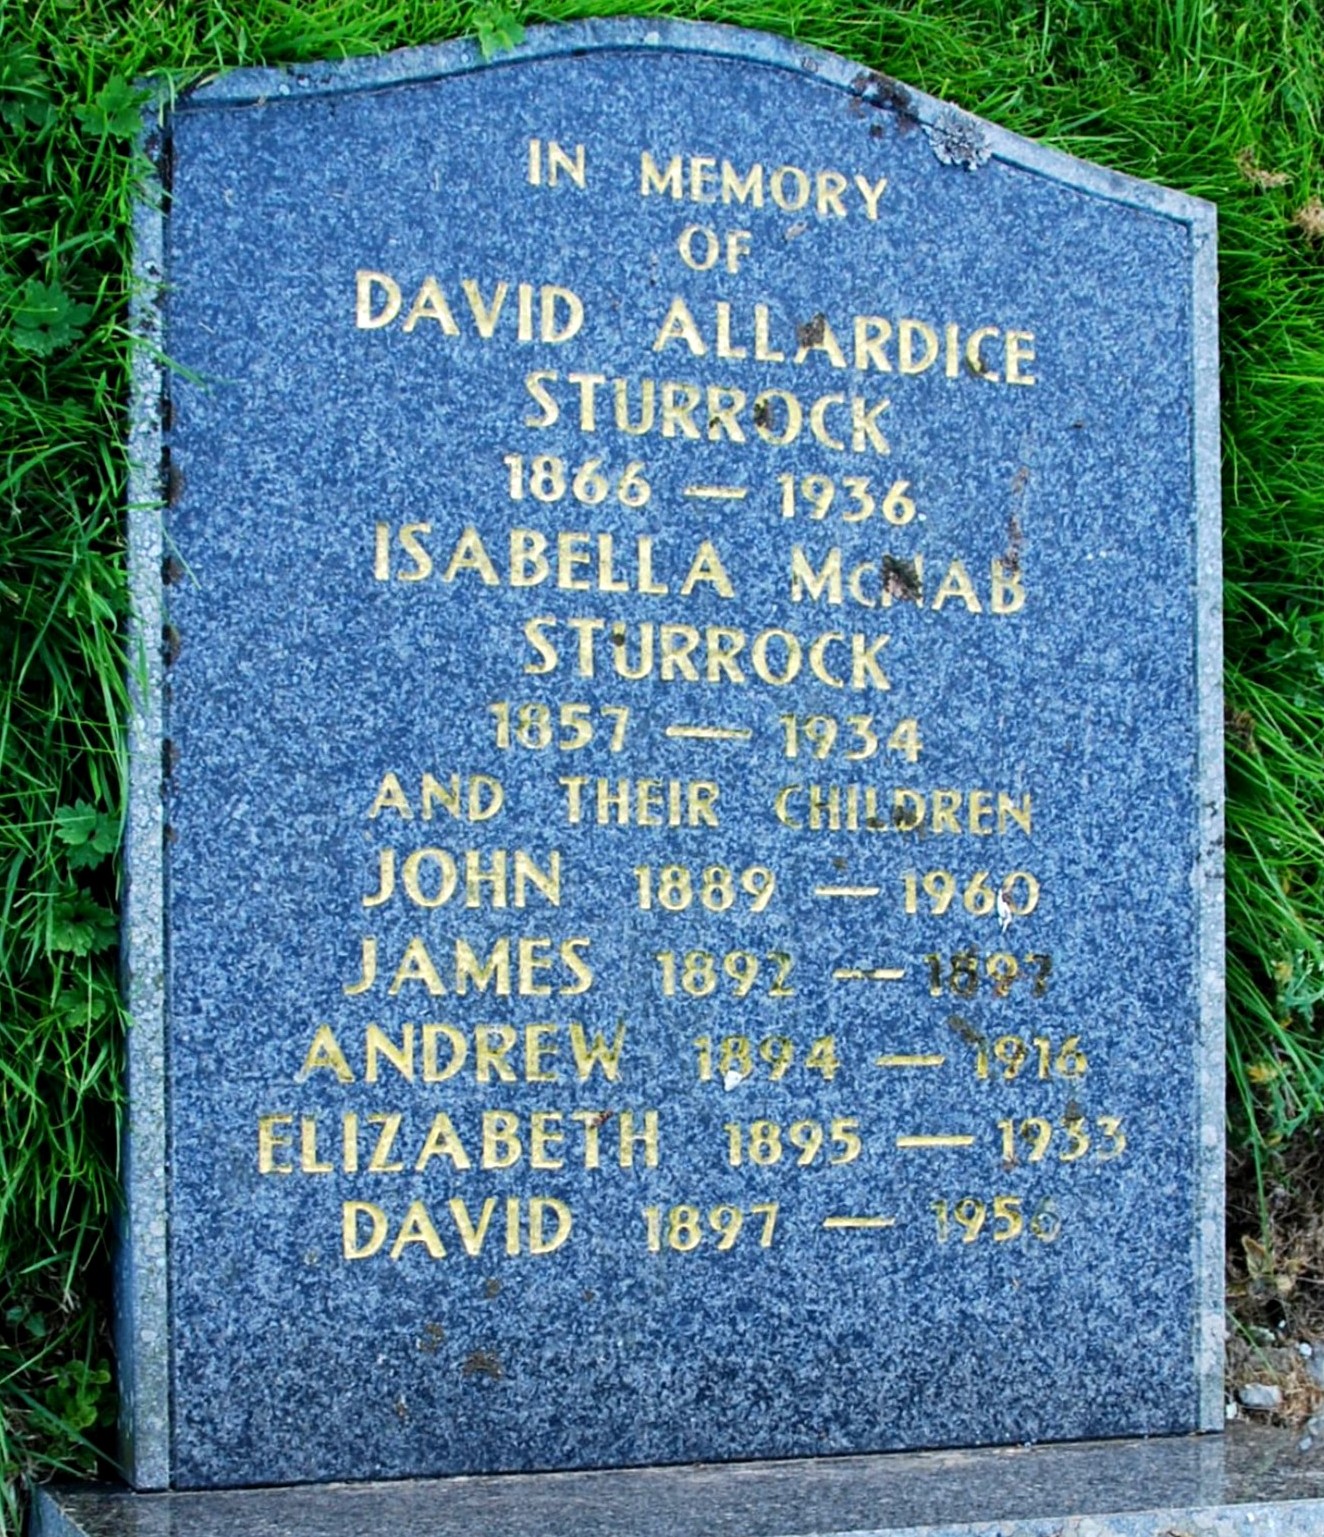 IN MEMORY
OF
DAVID ALLARDICE
STURROCK
1866 — 1936.
ISABELLA McNAB
STURROCK
1857 — 1934
AND THEIR CHILDREN
JOHN 1889 — 1960
JAMES 1892 — 1897
ANDREW 1894 — 1916
ELIZABETH 1895 — 1933
DAVID 1897 — 1956